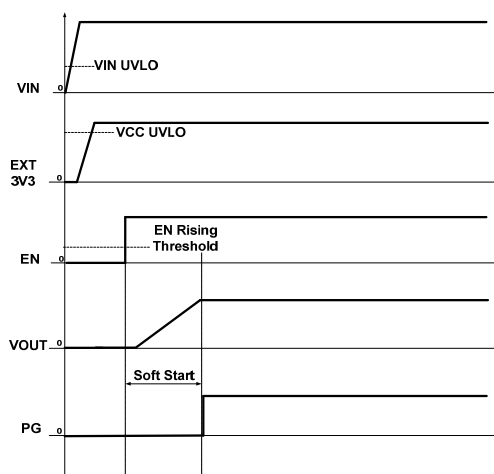 VIN UVLO
VIN
0
VCC UVLO
EXT
3V3
0
EN Rising
Threshold
EN
0
VOUT
0
Soft Start
PG
0